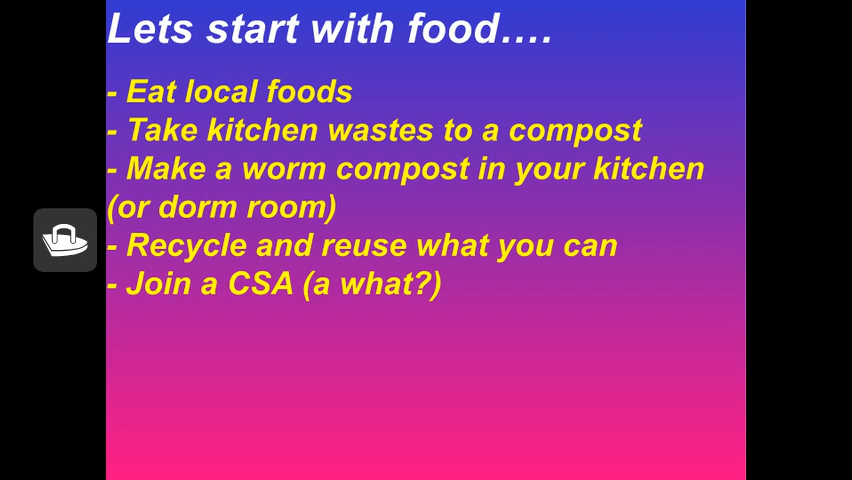 Lets start with food….
- Eat local foods
- Take kitchen wastes to a compost
- Make a worm compost in your kitchen
(or dorm room)
- Recycle and reuse what you can
- Join a CSA (a what?)